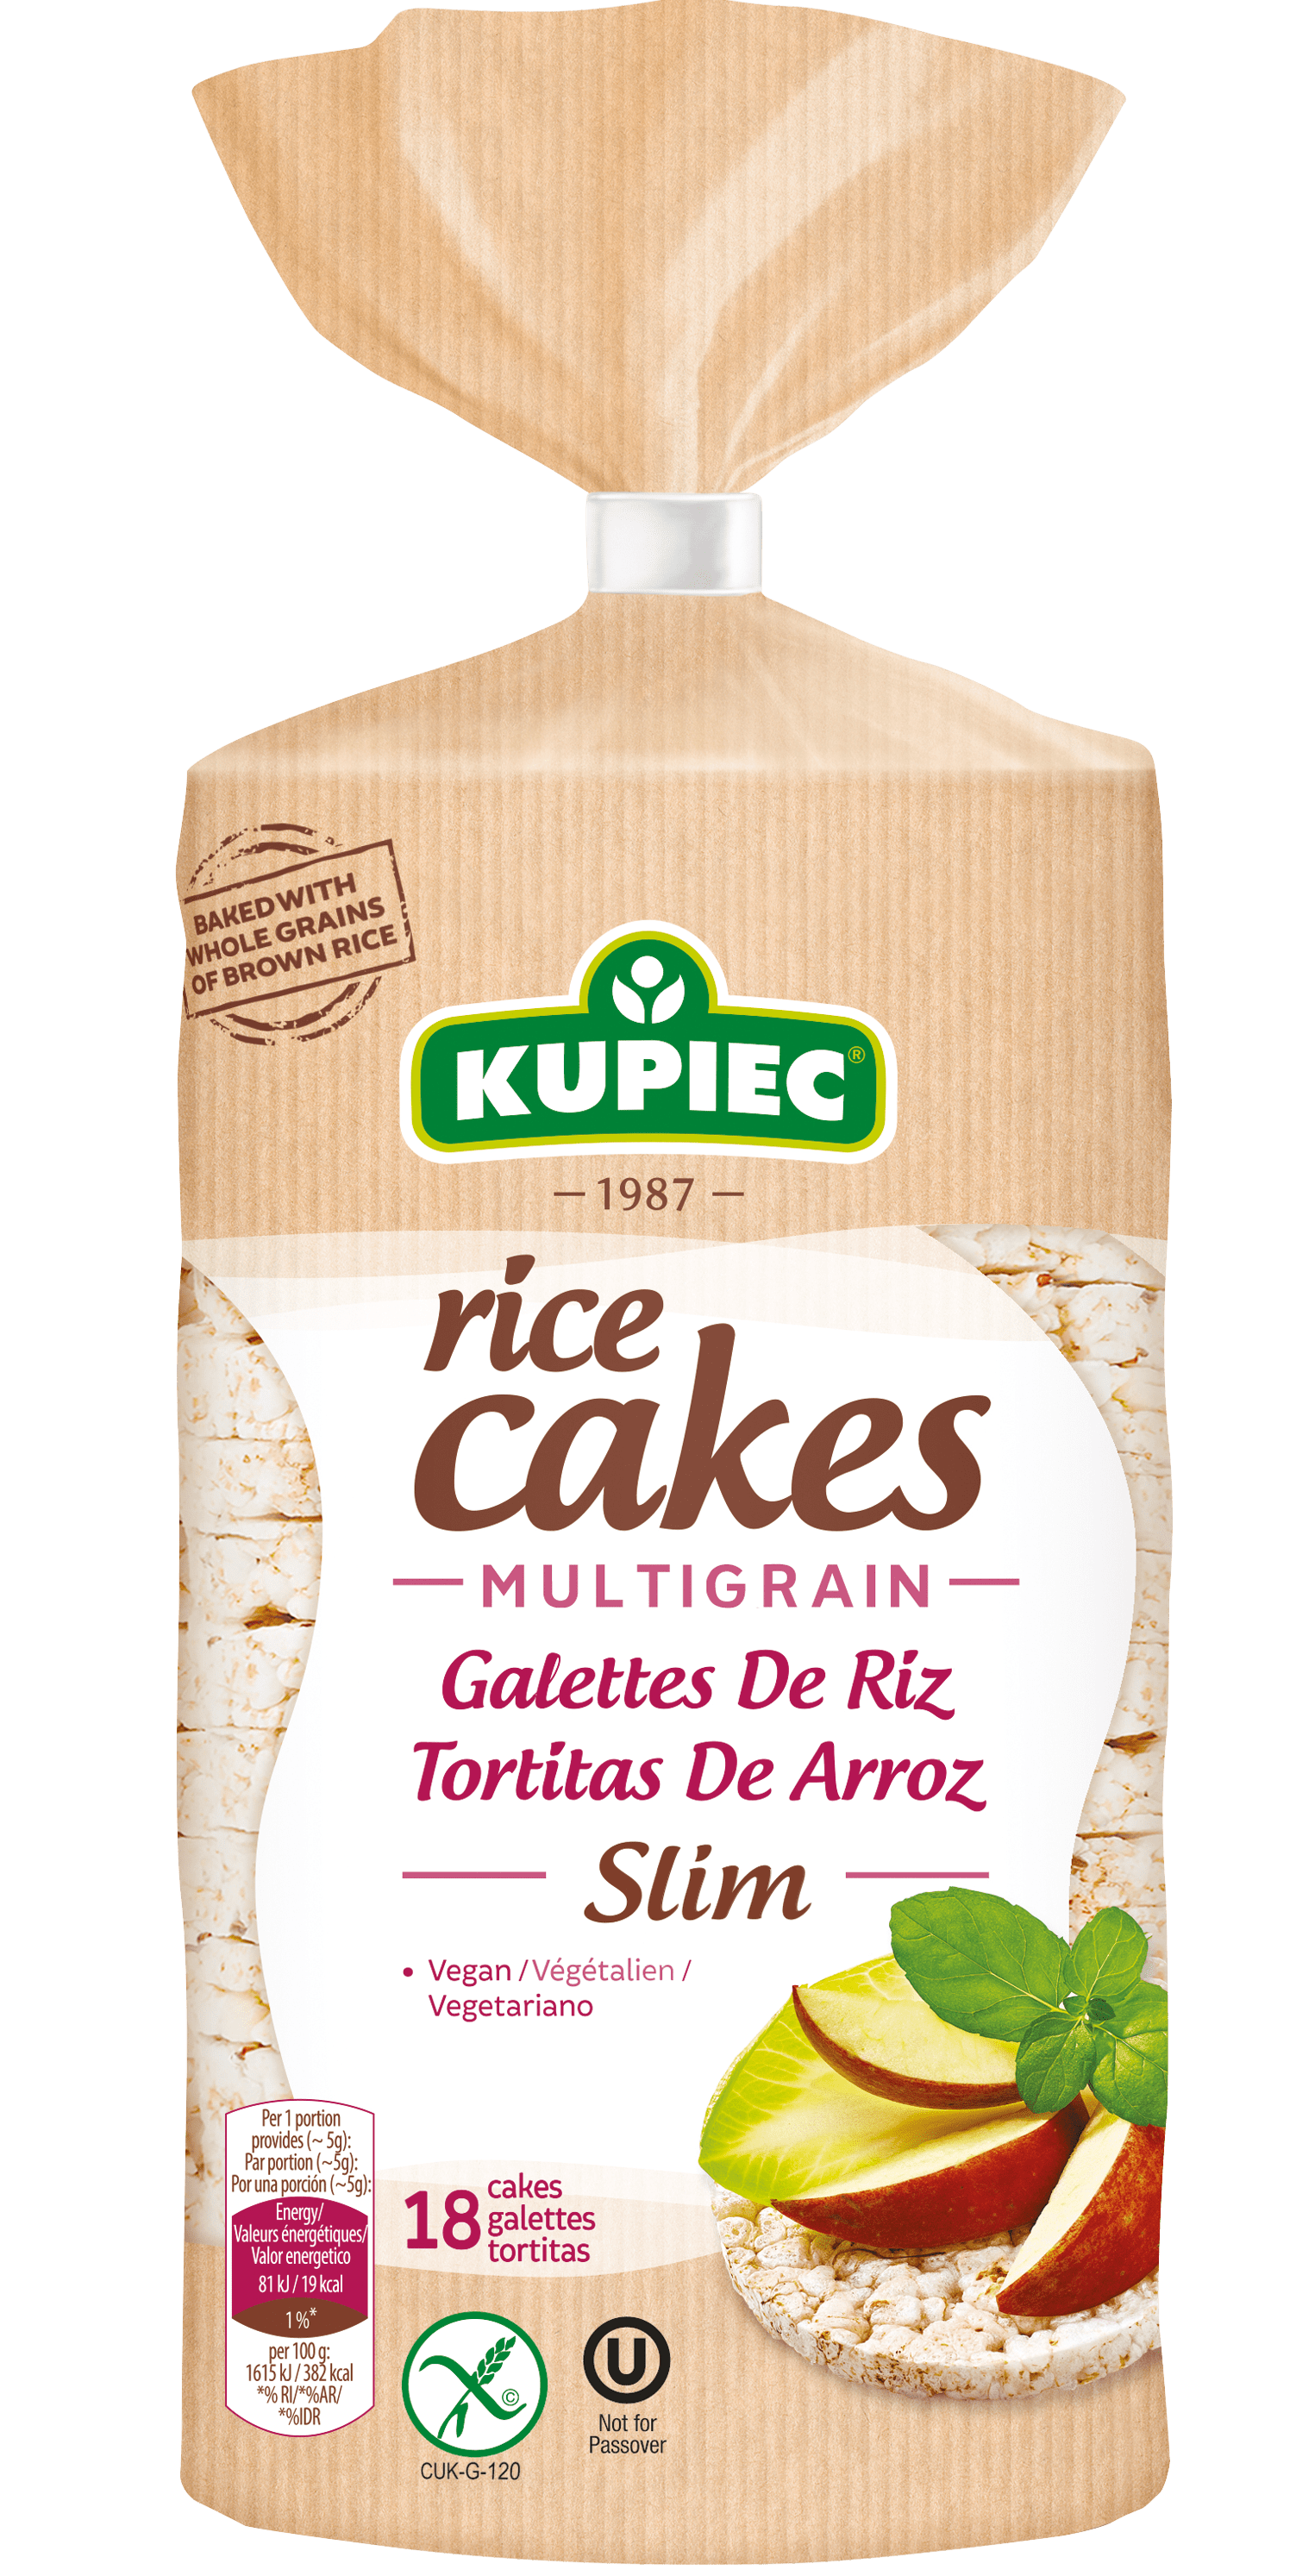 BAKED WITH
WHOLE GRAINS
OF BROWN RICE
KUPIEC®
– 1987 –
rice
cakes
MULTIGRAIN
Galettes De Riz
Tortitas De Arroz
Slim
• Vegan / Végétalien /
Vegetariano
Per 1 portion
provides (~ 5g):
Par portion (~5g):
Por una porción (~5g):
Energy/
Valeurs énergétiques/
Valor energetico
81 kJ / 19 kcal
1 %*
per 100 g:
1615 kJ / 382 kcal
*% RI/*%AR/
*%IDR
18 cakes
galettes
tortitas
©
CUK-G-120
U
Not for
Passover